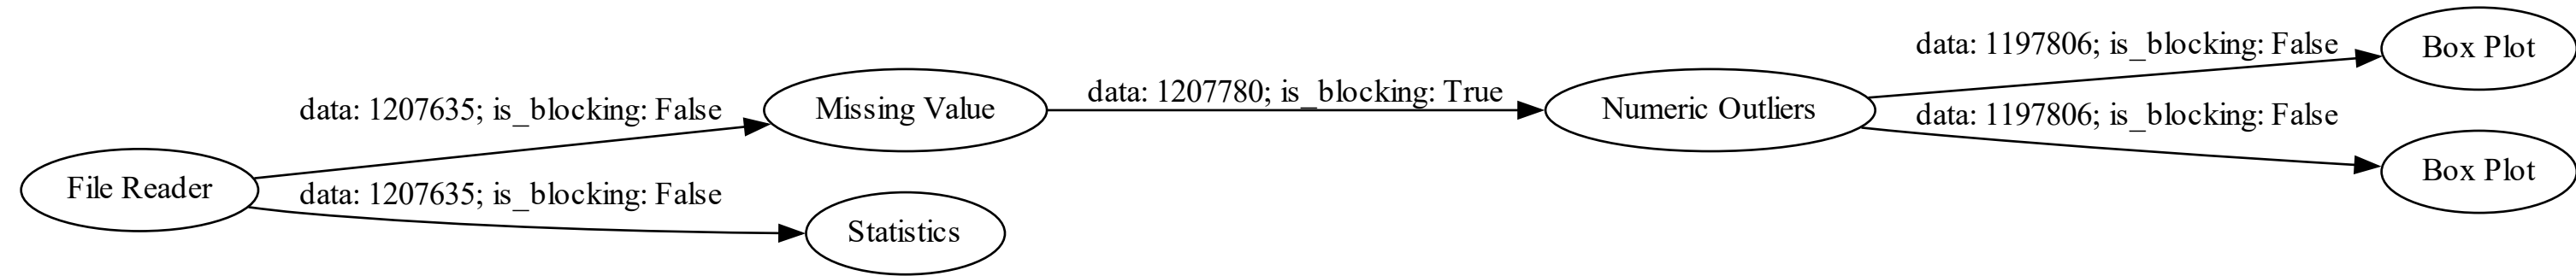 File Reader
data: 1207635; is_blocking: False
data: 1207635; is_blocking: False
Missing Value
Statistics
data: 1207780; is_blocking: True
Numeric Outliers
data: 1197806; is_blocking: False
data: 1197806; is_blocking: False
Box Plot
Box Plot